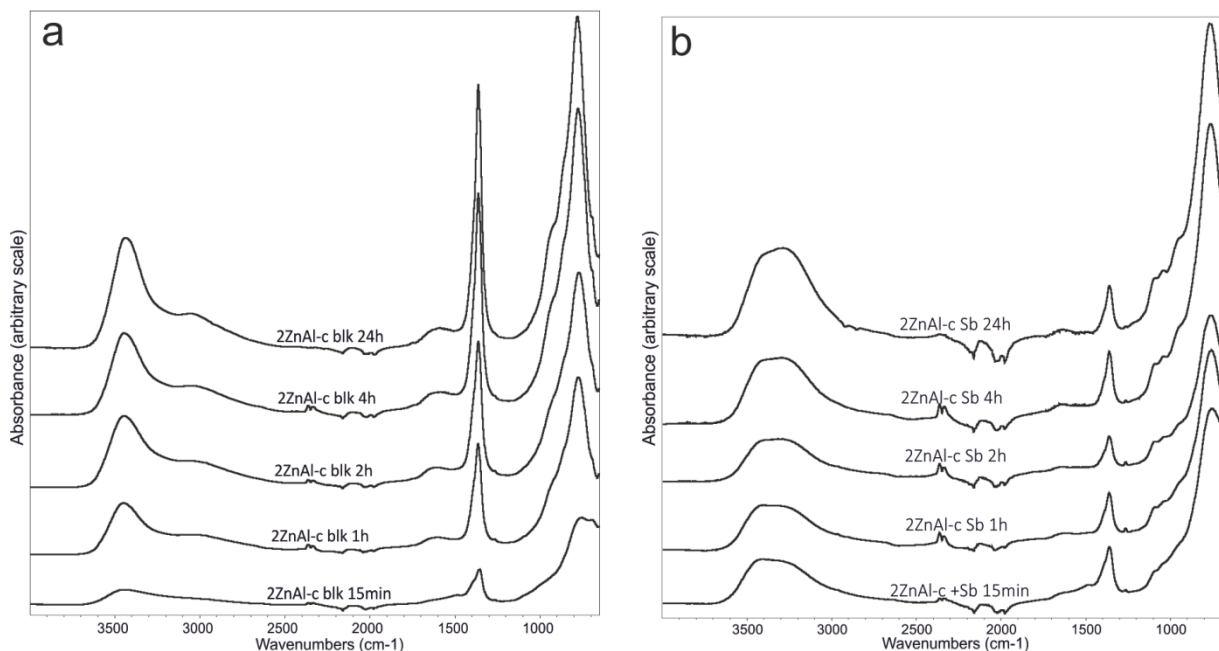 a
Absorbance (arbitrary scale)
2ZnAl-c blk 24h
2ZnAl-c blk 4h
2ZnAl-c blk 2h
2ZnAl-c blk 1h
2ZnAl-c blk 15min
3500 3000 2500 2000 1500 1000
Wavenumbers (cm-1)
b
Absorbance (arbitrary scale)
2ZnAl-c Sb 24h
2ZnAl-c Sb 4h
2ZnAl-c Sb 2h
2ZnAl-c Sb 1h
2ZnAl-c +Sb 15min
3500 3000 2500 2000 1500 1000
Wavenumbers (cm-1)